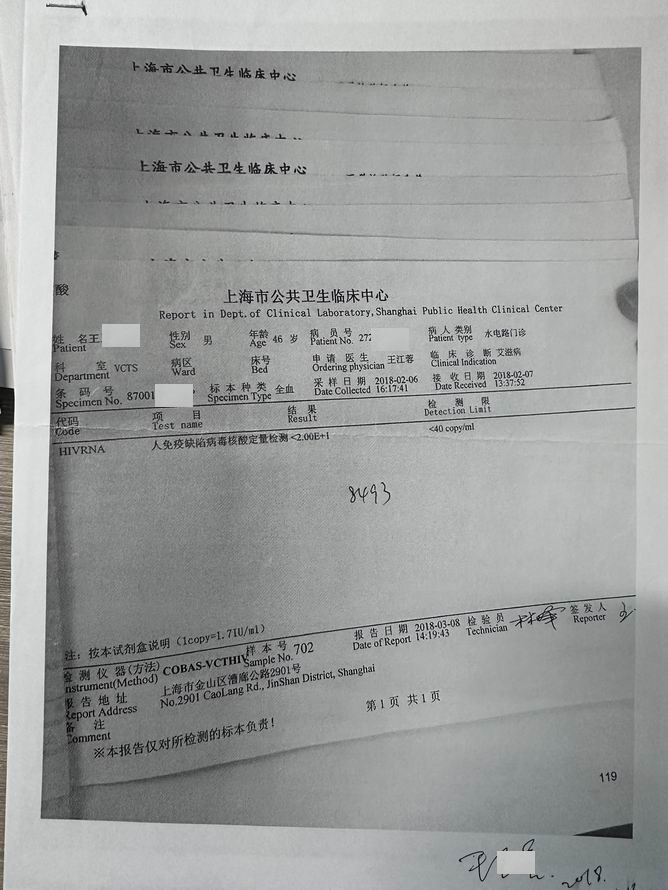 上海市公共卫生临床中心
上海市公共卫生临床中心
酸
上海市公共卫生临床中心
Report in Dept. of Clinical Laboratory, Shanghai Public Health Clinical Center
姓 名 王 性别 男 年龄 46 岁 病 员 号 272 病 人 类别 水电路门诊
Patient Sex Age Patient No. Patient type
科 室 VCTS 病区 床号 申 请 医 生 王江蓉 临 床 诊 断 艾滋病
Department Ward Bed Ordering physician Clinical Indication
条 码 号 87001 标 本 种 类 全血 采 样 日 期 2018-02-06 接 收 日 期 2018-02-07
Specimen No. Specimen Type Date Collected 16:17:41 Date Received 13:37:52
代码 项 目 结 果 检 测 限
Code Test name Result Detection Limit
HIVRNA 人免疫缺陷病毒核酸定量检测 <2.00E+1 <40 copy/ml
8493
注：按本试剂盒说明（1copy=1.7IU/ml）
检 测 仪 器(方法) COBAS-VCTHIV 样 本 号 702 报 告 日 期 2018-03-08 检 验 员 签 发 人
Instrument(Method) Sample No. Date of Report 14:19:43 Technician Reporter
报 告 地 址 上海市金山区漕廊公路2901号
Report Address No.2901 CaoLang Rd., JinShan District, Shanghai
备 注 第 1 页 共 1 页
Comment
※本报告仅对所检测的标本负责！
119
2018.